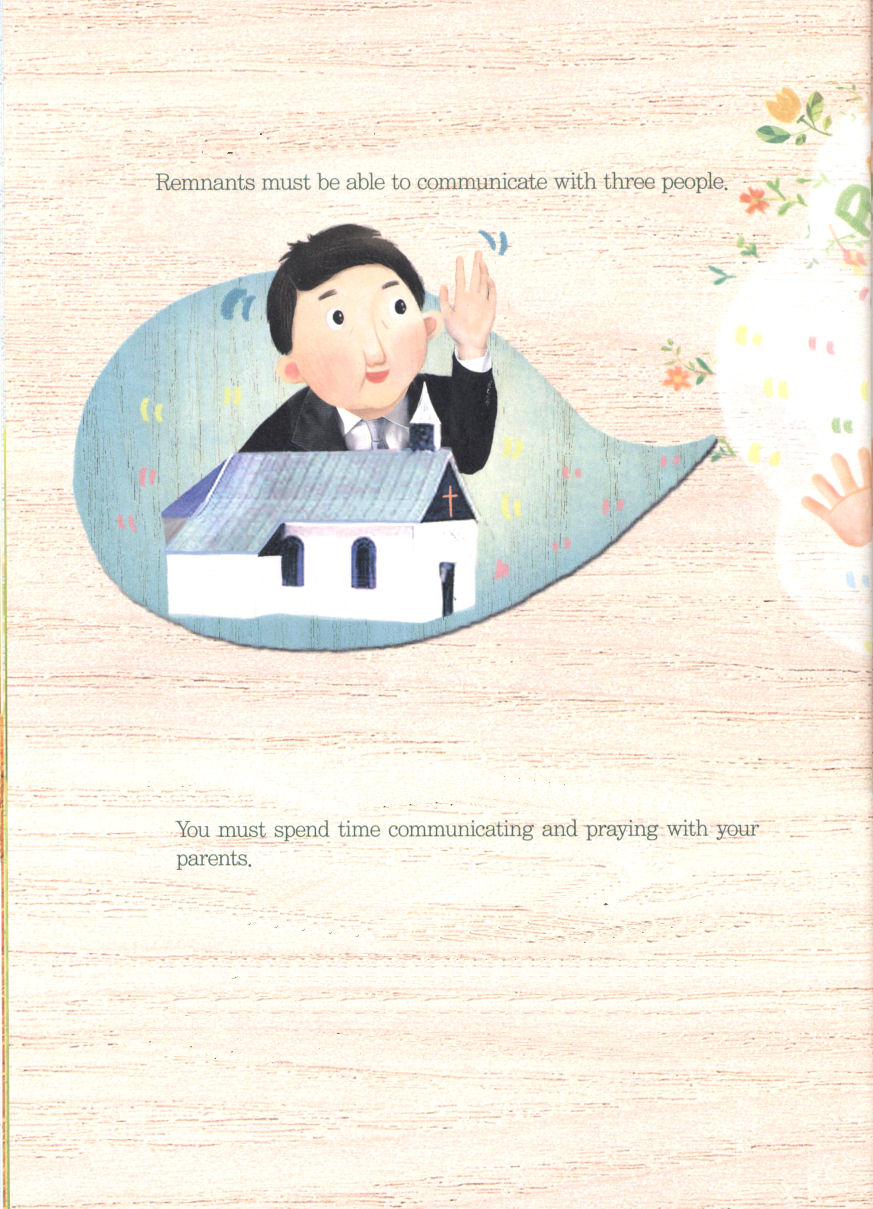 Remnants must be able to communicate with three people.
You must spend time communicating and praying with your
parents.